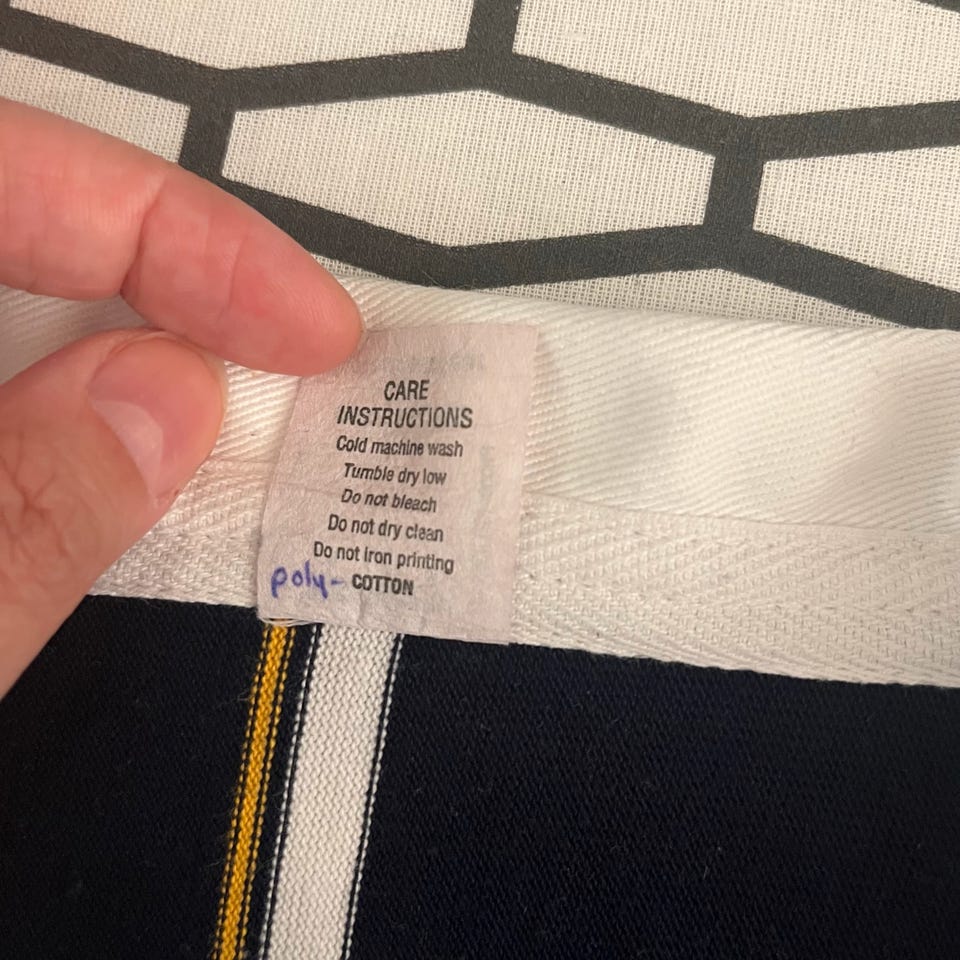 CARE
INSTRUCTIONS
Cold machine wash
Tumble dry low
Do not bleach
Do not dry clean
Do not iron printing
poly- COTTON